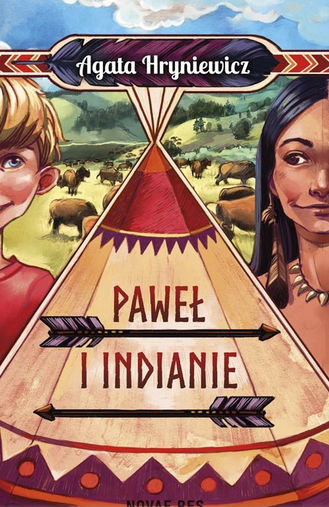 Agata Hryniewicz
PAWEŁ
I INDIANIE
NOVAE RES